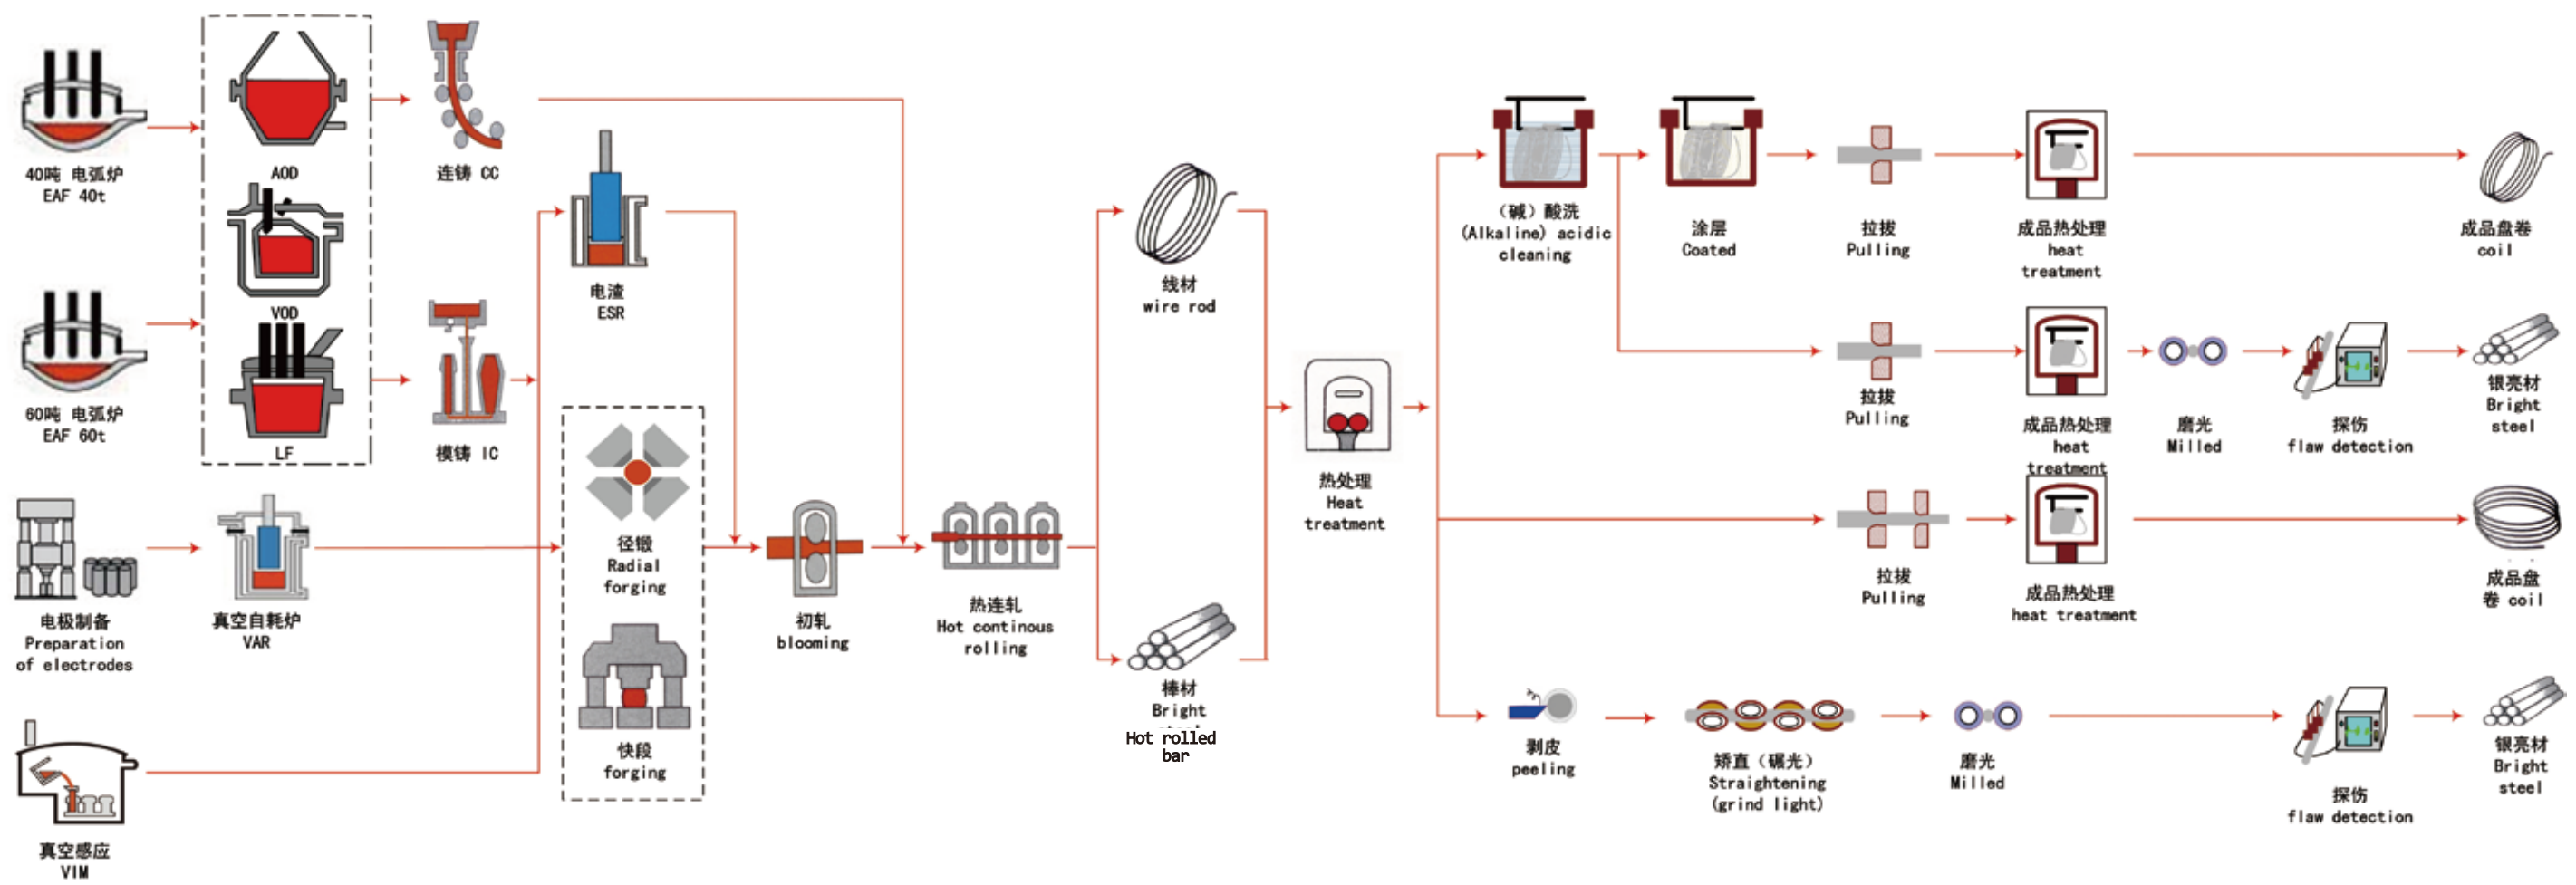 40吨 电弧炉
EAF 40t
60吨 电弧炉
EAF 60t
电极制备
Preparation
of electrodes
真空感应
VIM
AOD
VOD
LF
真空自耗炉
VAR
连铸 CC
模铸 IC
电渣
ESR
径锻
Radial
forging
快段
forging
初轧
blooming
热连轧
Hot continous
rolling
线材
wire rod
棒材
Bright
Hot rolled
bar
热处理
Heat
treatment
（碱）酸洗
(Alkaline) acidic
cleaning
涂层
Coated
拉拔
Pulling
成品热处理
heat
treatment
成品盘卷
coil
拉拔
Pulling
成品热处理
heat
treatment
磨光
Milled
探伤
flaw detection
银亮材
Bright
steel
拉拔
Pulling
成品热处理
heat treatment
成品盘
卷 coil
剥皮
peeling
矫直（碾光）
Straightening
(grind light)
磨光
Milled
探伤
flaw detection
银亮材
Bright
steel